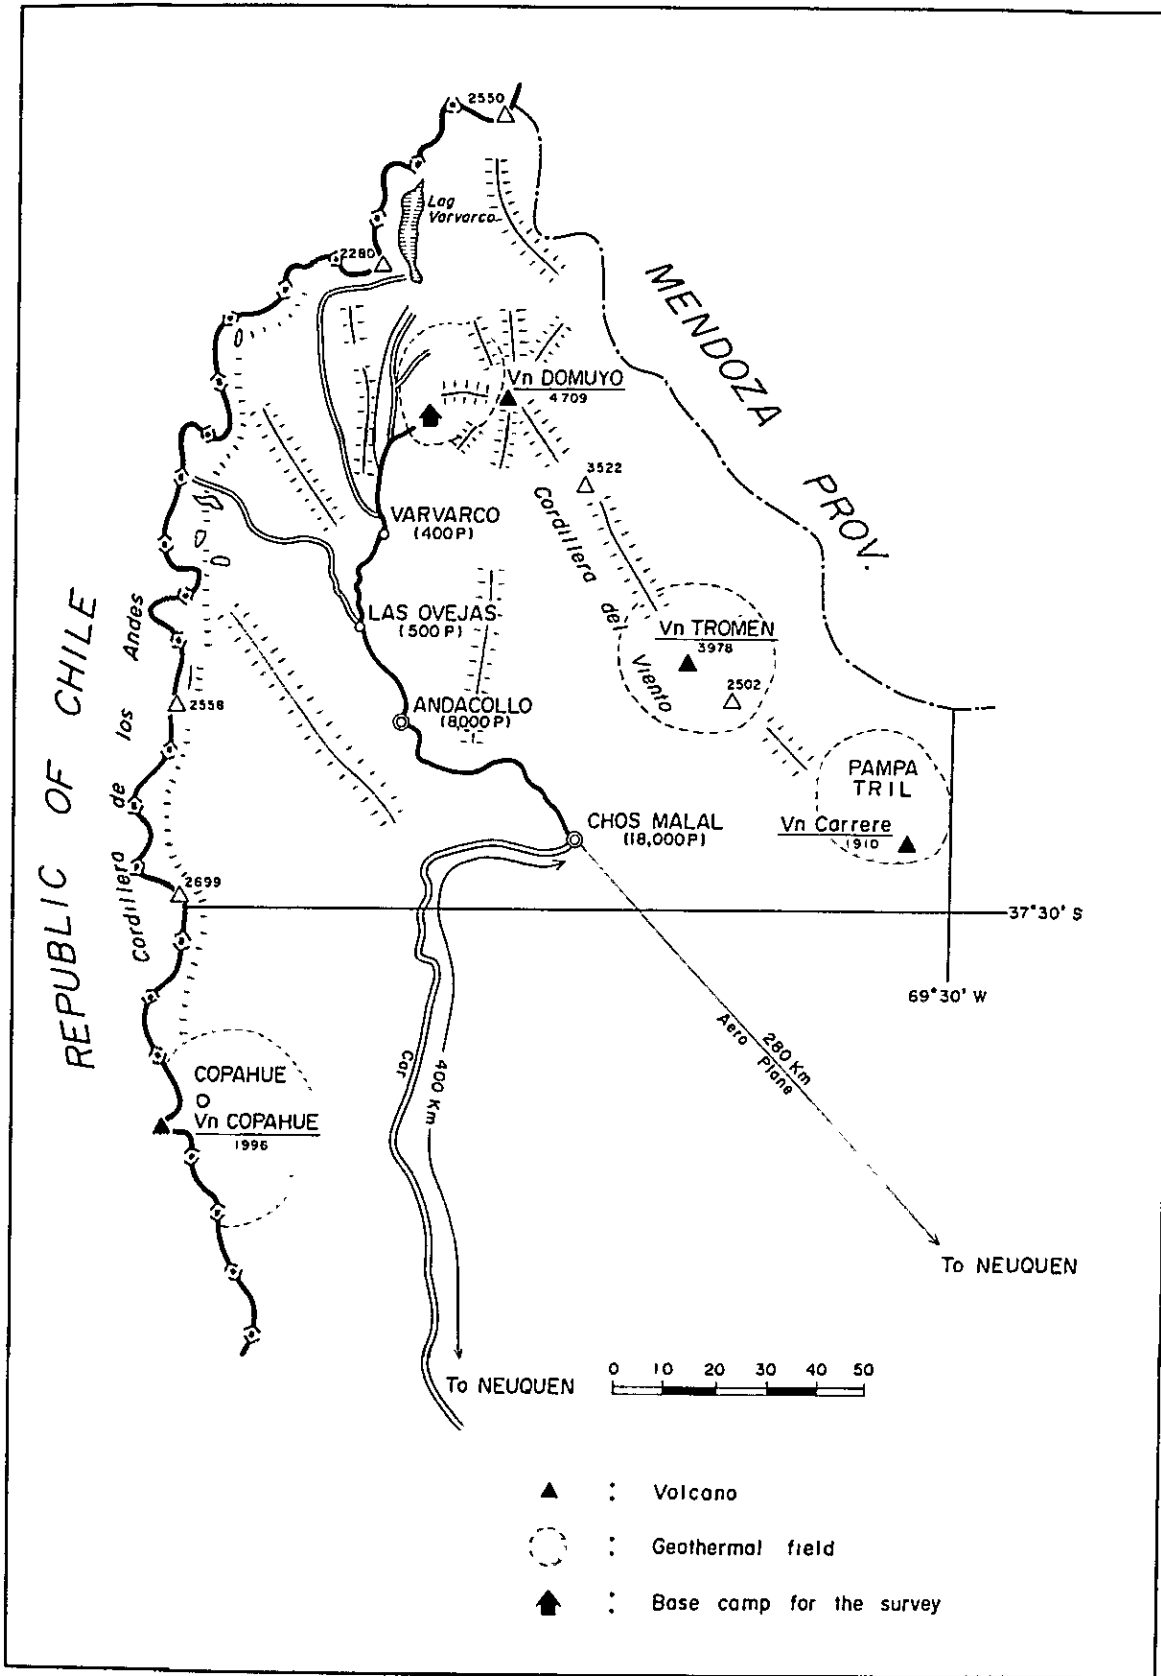 2550
Lag
Varvarco
2280
MENDOZA PROV.
Vn DOMUYO
4709
3522
Cordillera del Viento
VARVARCO
(400P)
LAS OVEJAS
(500P)
Vn TROMEN
3978
2502
ANDACOLLO
(8,000P)
REPUBLIC OF CHILE
Cordillera de los Andes
2558
PAMPA
TRIL
CHOS MALAL
(18,000P)
Vn Carrere
1910
2699
37°30' S
69°30' W
COPAHUE
Vn COPAHUE
1996
Car
400 Km
280 Km
Aero Plane
To NEUQUEN
To NEUQUEN
0 10 20 30 40 50
: Volcano
: Geothermal field
: Base camp for the survey